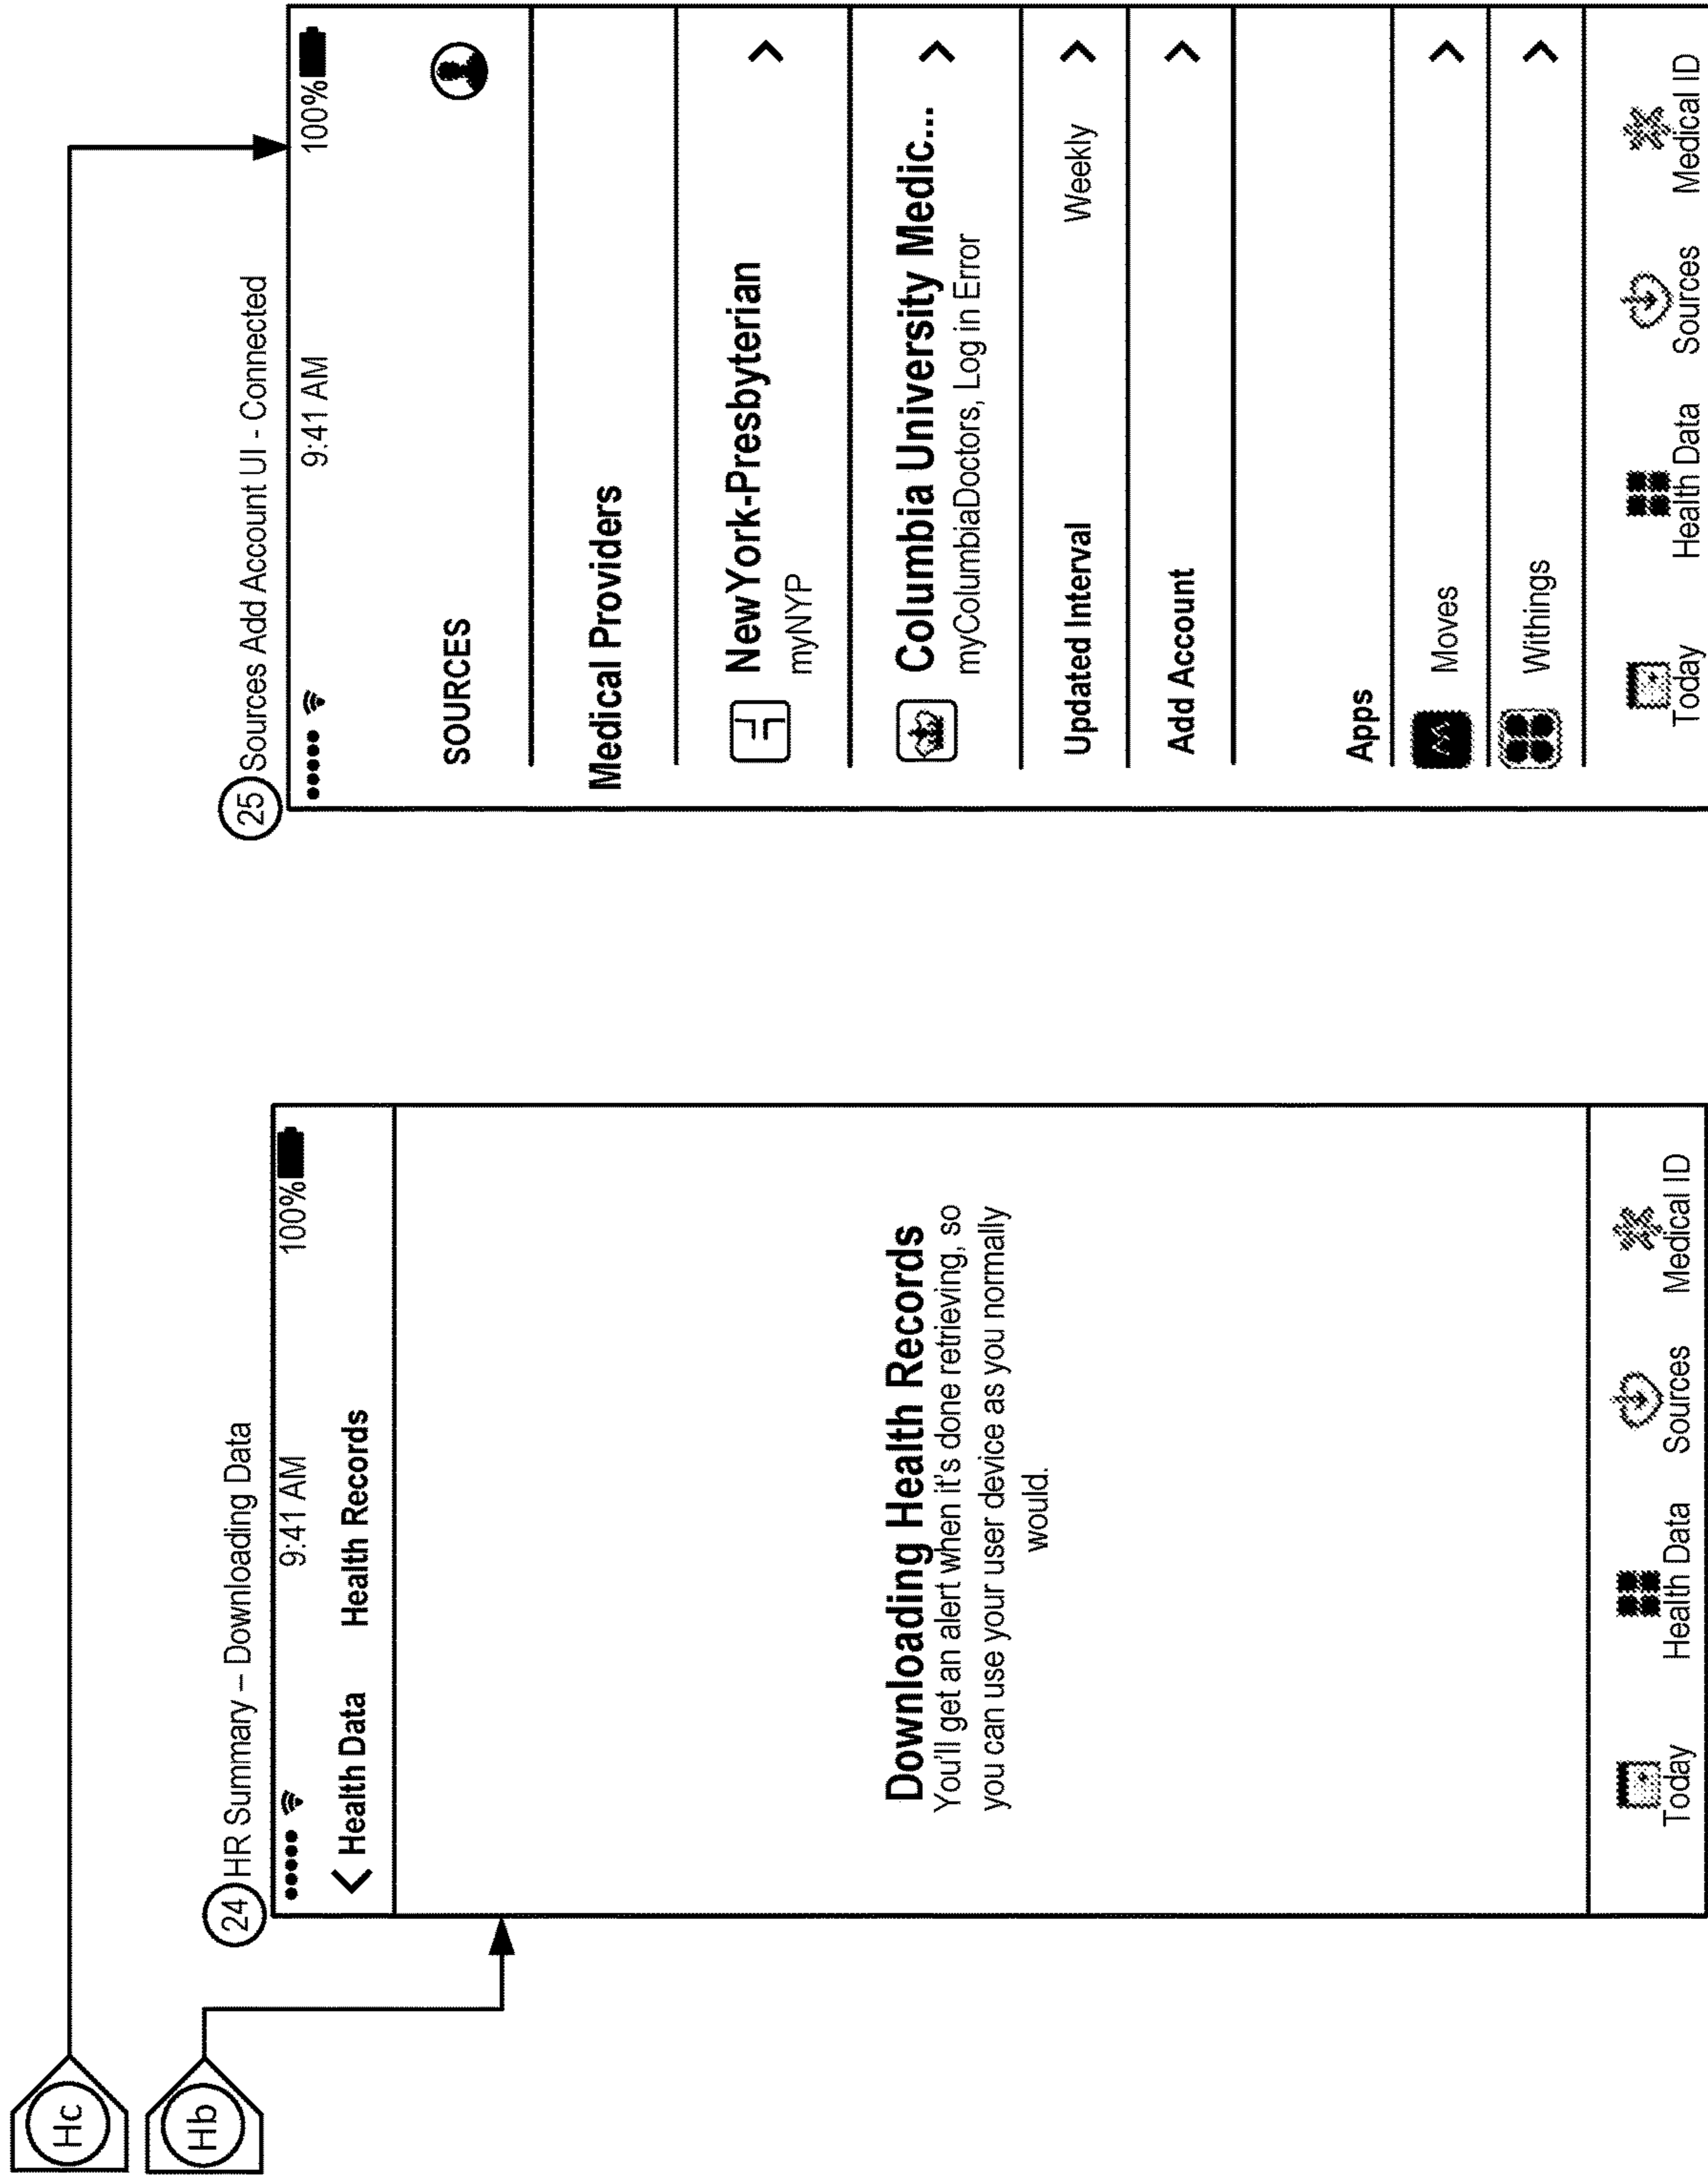 Hc
Hb
24 HR Summary – Downloading Data
9:41 AM 100%
Health Data Health Records
Downloading Health Records
You'll get an alert when it's done retrieving, so
you can use your user device as you normally
would.
Today Health Data Sources Medical ID
25 Sources Add Account UI - Connected
9:41 AM 100%
SOURCES
Medical Providers
NewYork-Presbyterian
myNYP
Columbia University Medic...
myColumbiaDoctors, Log in Error
Updated Interval Weekly
Add Account
Apps
Moves
Withings
Today Health Data Sources Medical ID